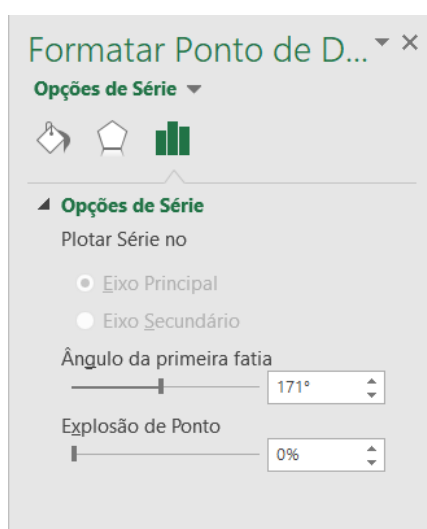 Formatar Ponto de D...
Opções de Série
Opções de Série
Plotar Série no
Eixo Principal
Eixo Secundário
Ângulo da primeira fatia
171°
Explosão de Ponto
0%